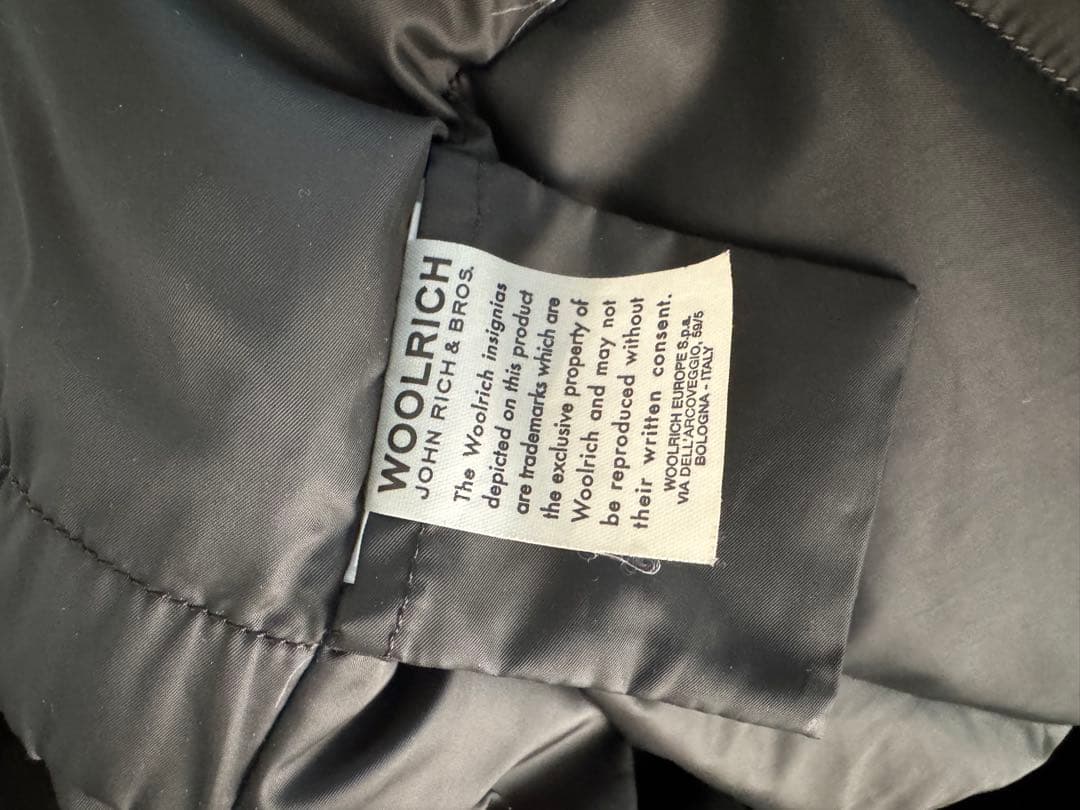 WOOLRICH
JOHN RICH & BROS.
The Woolrich insignias
depicted on this product
are trademarks which are
the exclusive property of
Woolrich and may not
be reproduced without
their written consent.
WOOLRICH EUROPE S.p.a.
VIA DELL'ARCOVEGGIO, 59/5
BOLOGNA - ITALY